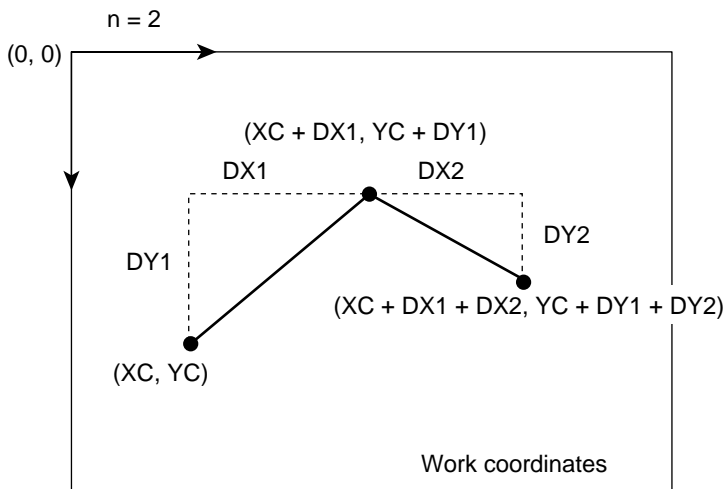 n = 2
(0, 0)
(XC + DX1, YC + DY1)
DX1
DX2
DY1
DY2
(XC + DX1 + DX2, YC + DY1 + DY2)
(XC, YC)
Work coordinates